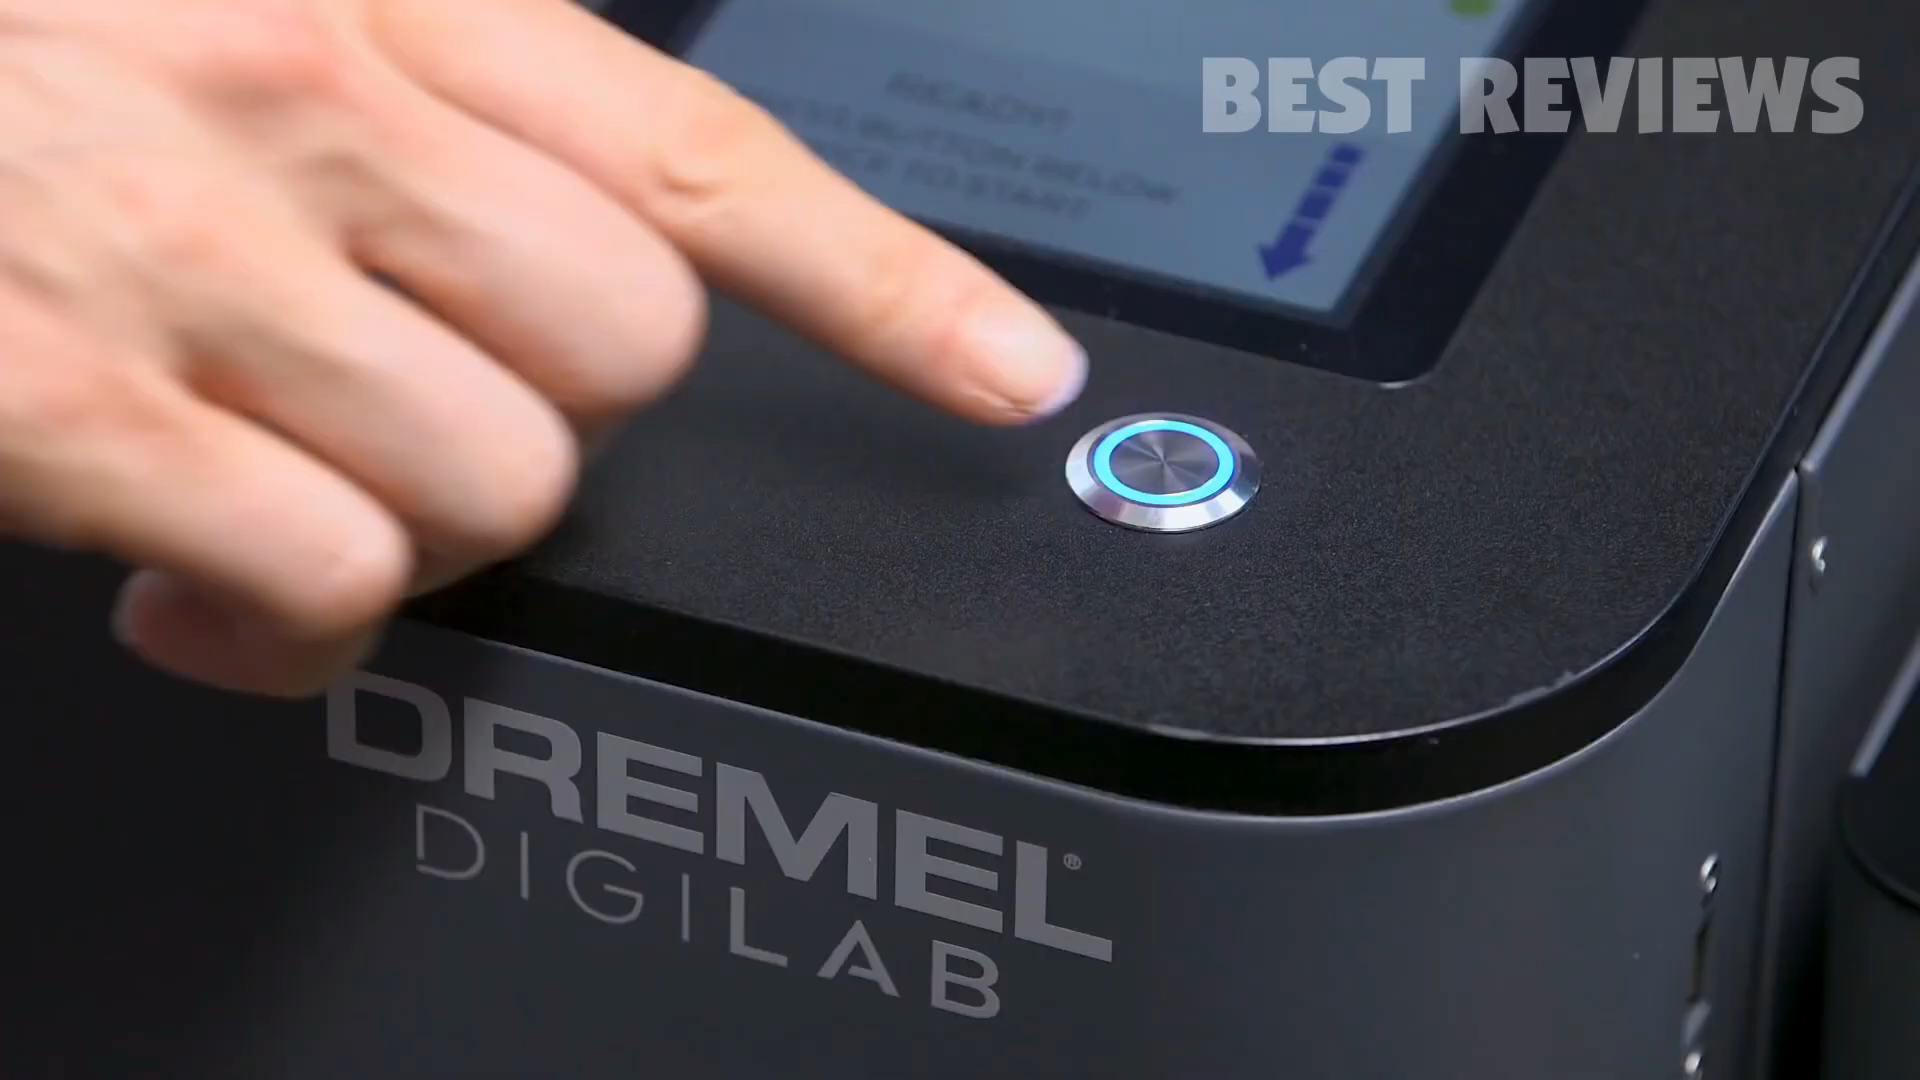 BEST REVIEWS
READY?
BUTTON BELOW
TO START
DREMEL®
DIGILAB